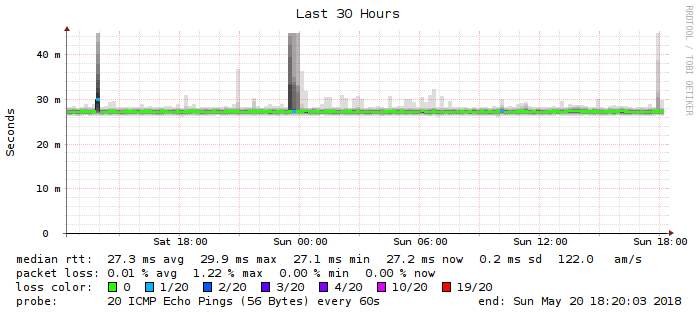 Last 30 Hours
RRDTOOL / TOBI OETIKER
Seconds
40 m
30 m
20 m
10 m
0
Sat 18:00 Sun 00:00 Sun 06:00 Sun 12:00 Sun 18:00
median rtt: 27.3 ms avg 29.9 ms max 27.1 ms min 27.2 ms now 0.2 ms sd 122.0 am/s
packet loss: 0.01 % avg 1.22 % max 0.00 % min 0.00 % now
loss color: 0 1/20 2/20 3/20 4/20 10/20 19/20
probe: 20 ICMP Echo Pings (56 Bytes) every 60s end: Sun May 20 18:20:03 2018